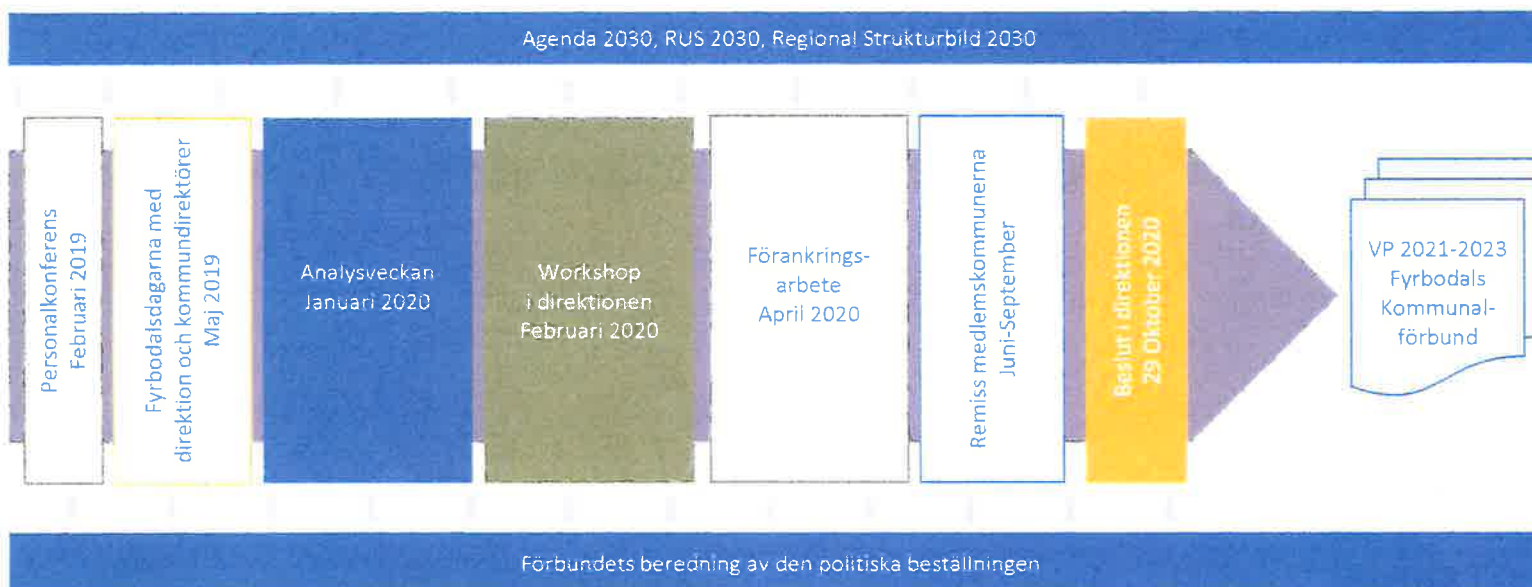 Agenda 2030, RUS 2030, Regional Strukturbild 2030
Personalkonferens
Februari 2019
Fyrbodalsdagarna med
direktion och kommundirektörer
Maj 2019
Analysveckan
Januari 2020
Workshop
i direktionen
Februari 2020
Förankrings-
arbete
April 2020
Remiss medlemskommunerna
Juni-September
Beslut i direktionen
29 Oktober 2020
VP 2021-2023
Fyrbodals
Kommunal-
förbund
Förbundets beredning av den politiska beställningen